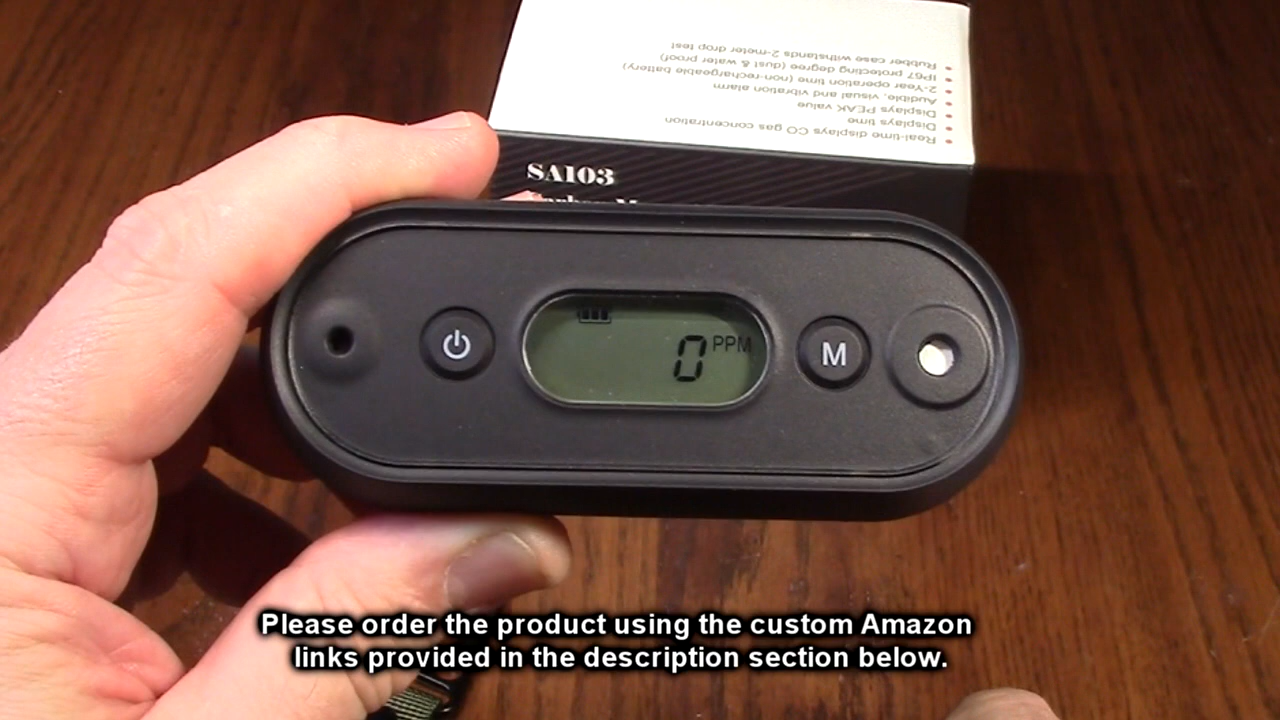 • Real-time displays CO gas concentration
• Displays time
• Displays PEAK value
• Audible, visual and vibration alarm
• 2-Year operation time (non-rechargeable battery)
• IP67 protecting degree (dust & water proof)
• Rubber case withstands 2-meter drop test
SA103
0 PPM
M
Please order the product using the custom Amazon
links provided in the description section below.